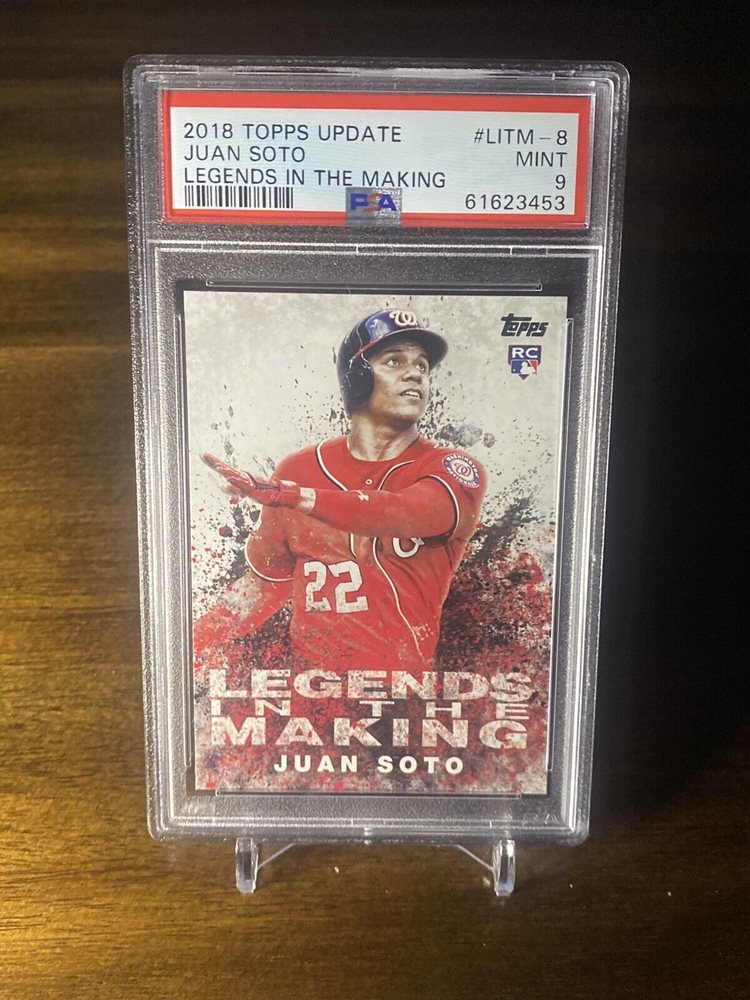 2018 TOPPS UPDATE #LITM-8
JUAN SOTO MINT
LEGENDS IN THE MAKING 9
PSA 61623453
Topps
RC
W
W
22
LEGENDS
IN THE
MAKING
JUAN SOTO